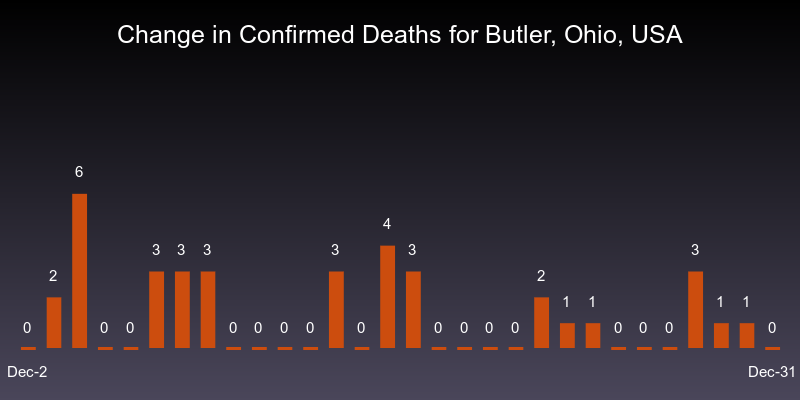 Change in Confirmed Deaths for Butler, Ohio, USA
0 2 6 0 0 3 3 3 0 0 0 0 3 0 4 3 0 0 0 0 2 1 1 0 0 0 3 1 1 0
Dec-2 Dec-31